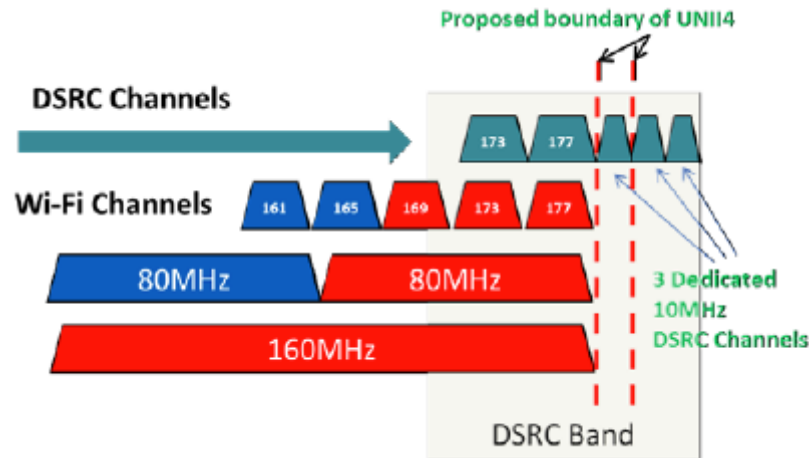 Proposed boundary of UNII4
DSRC Channels
173 177
Wi-Fi Channels
161 165 169 173 177
80MHz 80MHz
3 Dedicated
10MHz
DSRC Channels
160MHz
DSRC Band